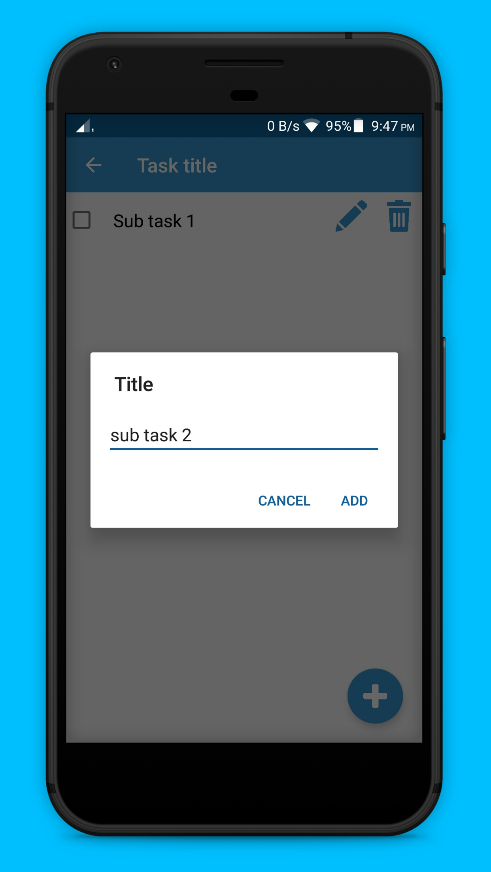 0 B/s 95% 9:47 PM
Task title
Sub task 1
Title
sub task 2
CANCEL ADD